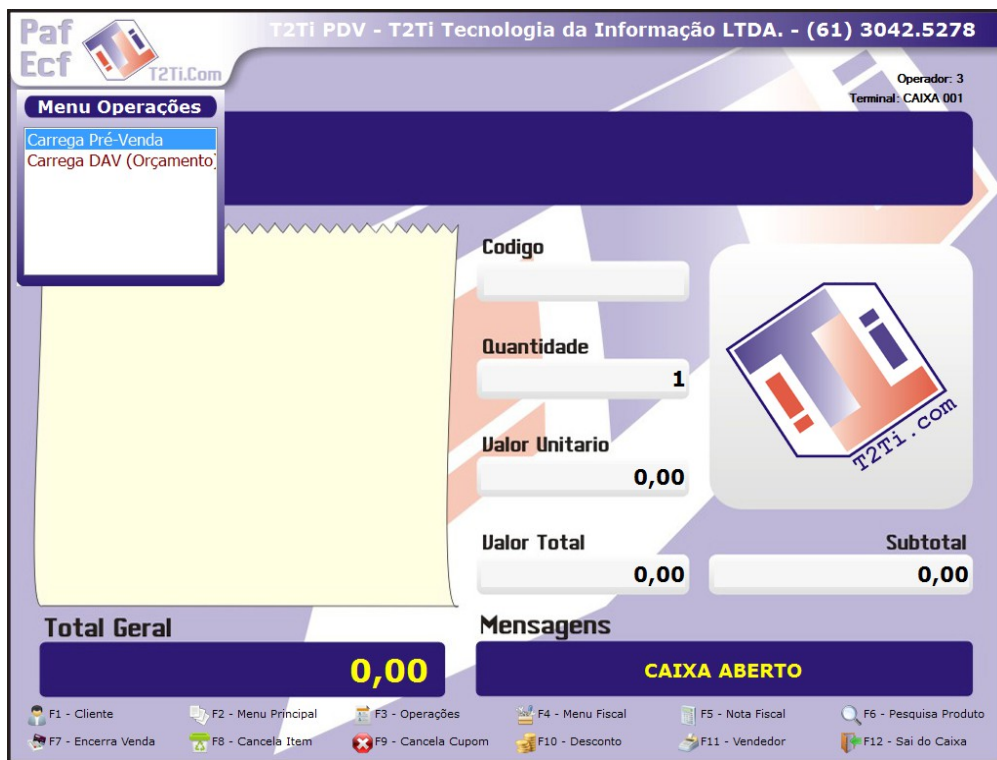 Paf
Ecf
T2Ti.Com
T2Ti PDV - T2Ti Tecnologia da Informação LTDA. - (61) 3042.5278
Operador: 3
Terminal: CAIXA 001
Menu Operações
Carrega Pré-Venda
Carrega DAV (Orçamento)
Codigo
Quantidade
1
Valor Unitario
0,00
T2Ti.com
Valor Total
Subtotal
0,00
0,00
Total Geral
Mensagens
0,00
CAIXA ABERTO
F1 - Cliente
F2 - Menu Principal
F3 - Operações
F4 - Menu Fiscal
F5 - Nota Fiscal
F6 - Pesquisa Produto
F7 - Encerra Venda
F8 - Cancela Item
F9 - Cancela Cupom
F10 - Desconto
F11 - Vendedor
F12 - Sai do Caixa